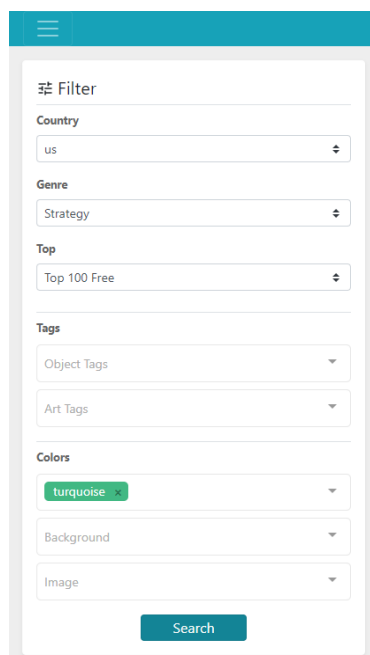 Filter
Country
us
Genre
Strategy
Top
Top 100 Free
Tags
Object Tags
Art Tags
Colors
turquoise ×
Background
Image
Search